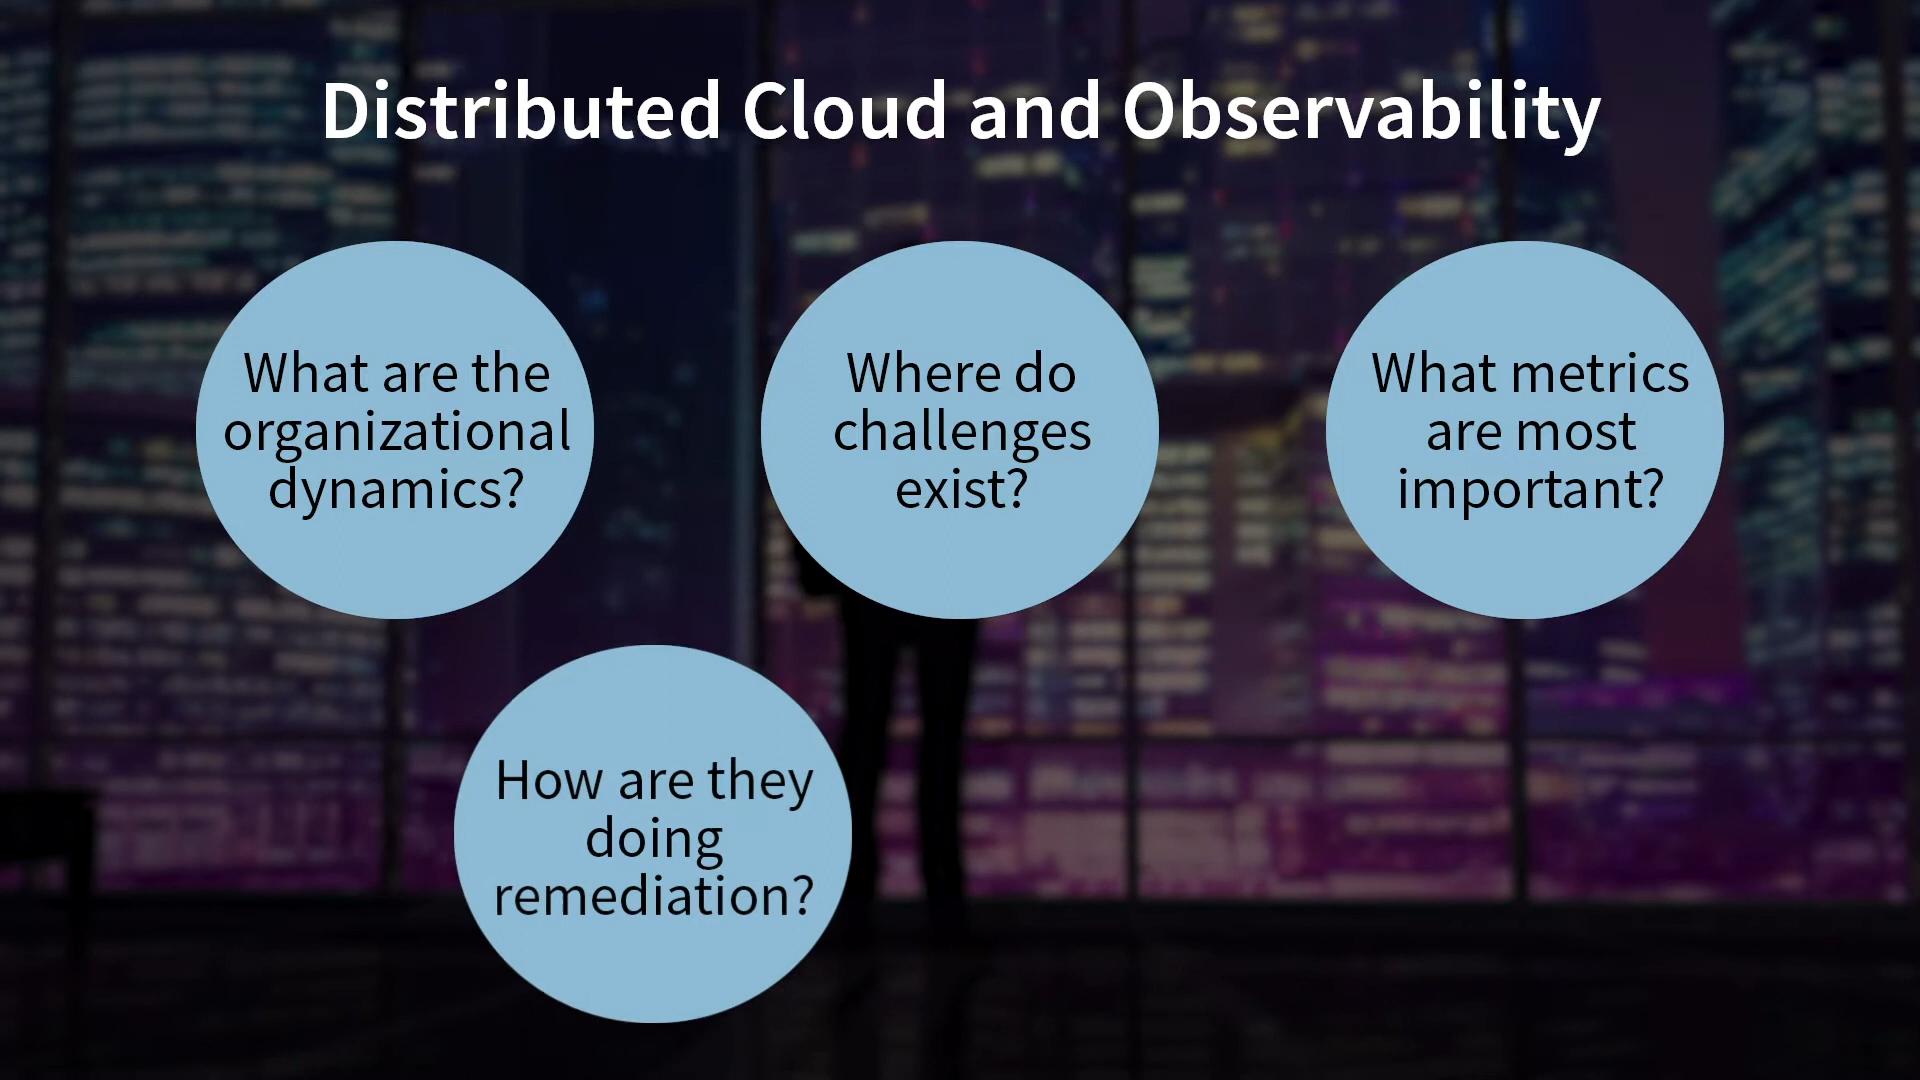 Distributed Cloud and Observability
What are the
organizational
dynamics?
Where do
challenges
exist?
What metrics
are most
important?
How are they
doing
remediation?